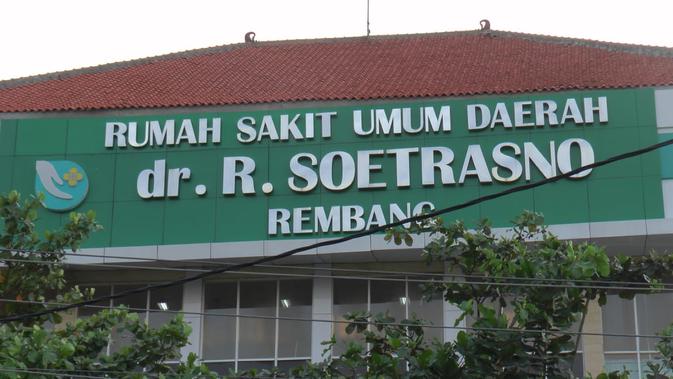 RUMAH SAKIT UMUM DAERAH
dr. R. SOETRASNO
REMBANG